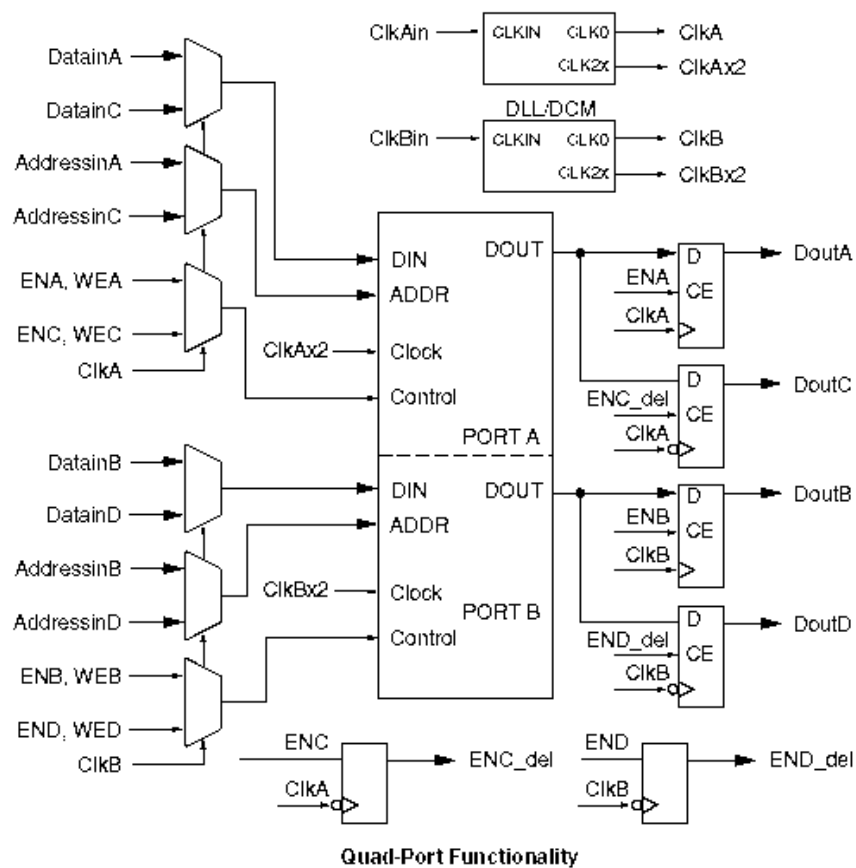 DatainA
DatainC
AddressinA
AddressinC
ENA, WEA
ENC, WEC
ClkA
ClkAin
CLKIN CLK0
CLK2x
ClkA
ClkAx2
DLL/DCM
ClkBin
CLKIN CLK0
CLK2x
ClkB
ClkBx2
DIN
ADDR
ClkAx2
Clock
Control
DOUT
PORT A
ENA
ClkA
D
CE
DoutA
ENC_del
ClkA
D
CE
DoutC
DatainB
DatainD
AddressinB
AddressinD
ENB, WEB
END, WED
ClkB
DIN
ADDR
ClkBx2
Clock
Control
DOUT
PORT B
ENB
ClkB
D
CE
DoutB
END_del
ClkB
D
CE
DoutD
ENC
ClkA
ENC_del
END
ClkB
END_del
Quad-Port Functionality